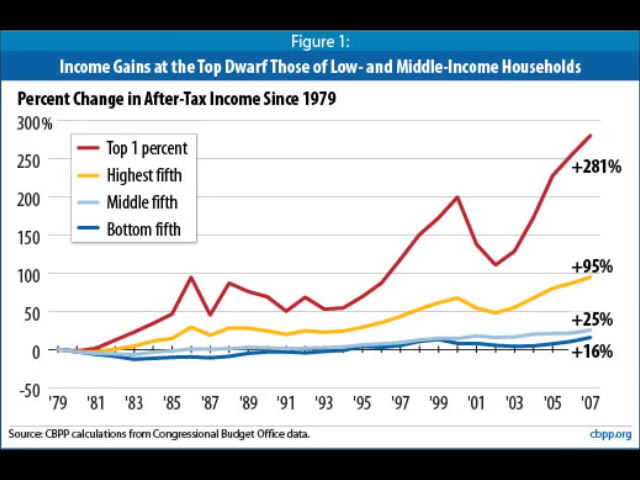 Figure 1:
Income Gains at the Top Dwarf Those of Low- and Middle-Income Households
Percent Change in After-Tax Income Since 1979
300%
250
200
150
100
50
0
-50
Top 1 percent
Highest fifth
Middle fifth
Bottom fifth
+281%
+95%
+25%
+16%
'79 '81 '83 '85 '87 '89 '91 '93 '95 '97 '99 '01 '03 '05 '07
Source: CBPP calculations from Congressional Budget Office data. cbpp.org